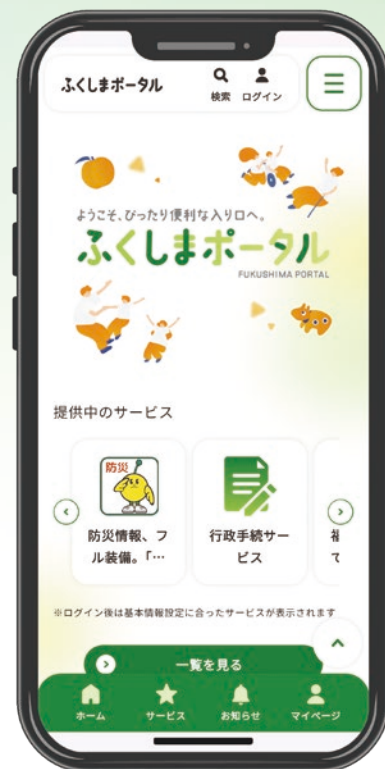 ふくしまポータル
検索 ログイン
ようこそ、ぴったり便利な入り口へ。
ふくしまポータル
FUKUSHIMA PORTAL
提供中のサービス
防災
防災情報、フ
ル装備。「…
行政手続サー
ビス
て
※ログイン後は基本情報設定に合ったサービスが表示されます
一覧を見る
ホーム サービス お知らせ マイページ